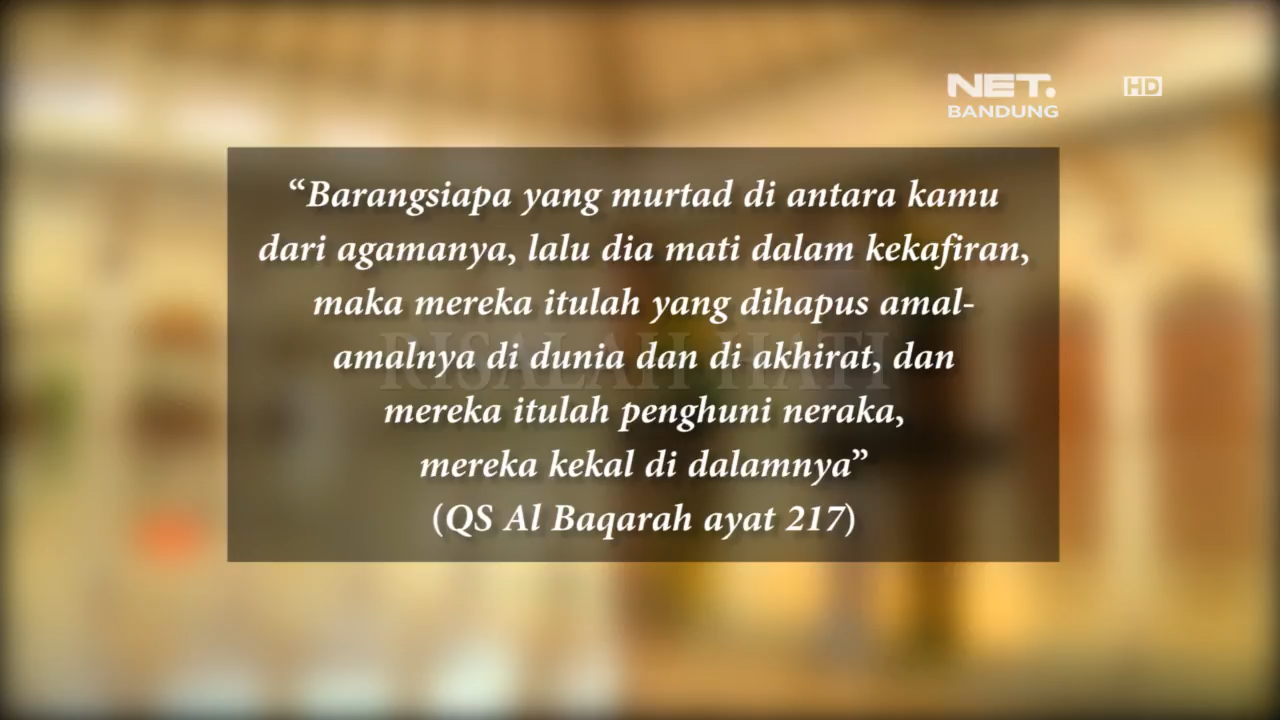 NET.
HD
BANDUNG
“Barangsiapa yang murtad di antara kamu
dari agamanya, lalu dia mati dalam kekafiran,
maka mereka itulah yang dihapus amal-
amalnya di dunia dan di akhirat, dan
mereka itulah penghuni neraka,
mereka kekal di dalamnya”
(QS Al Baqarah ayat 217)
RISALAH HATI